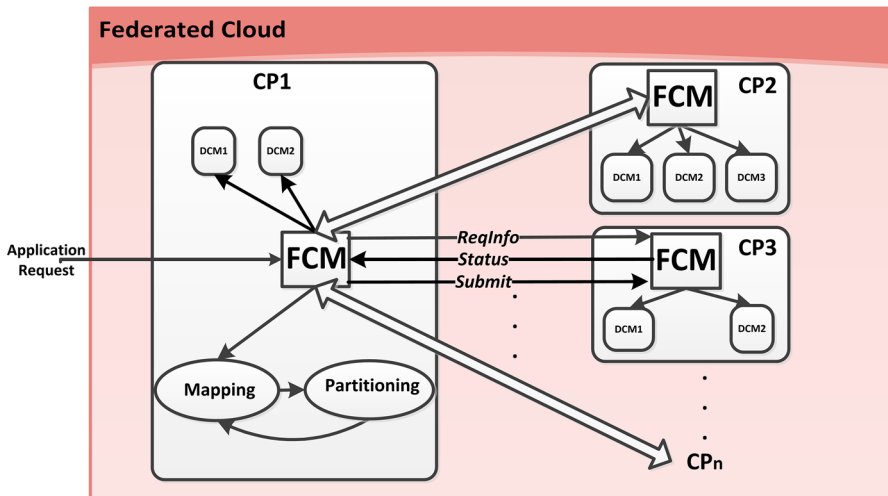 Federated Cloud
CP1
DCM1
DCM2
FCM
Application
Request
Mapping
Partitioning
ReqInfo
Status
Submit
FCM
CP2
DCM1
DCM2
DCM3
FCM
CP3
DCM1
DCM2
CPn